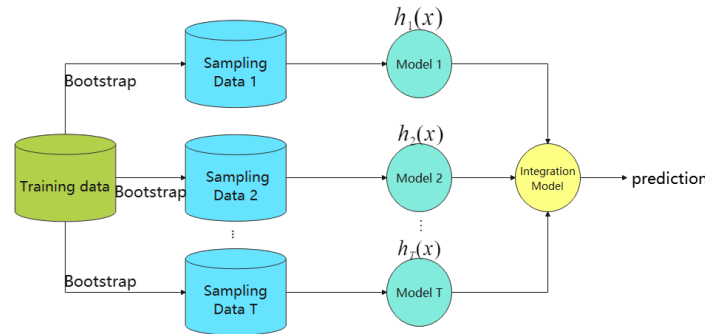 h₁(x)
Sampling
Data 1
Model 1
Bootstrap
h₂(x)
Training data
Bootstrap
Sampling
Data 2
Model 2
Integration
Model
prediction
...
...
h_T(x)
Bootstrap
Sampling
Data T
Model T